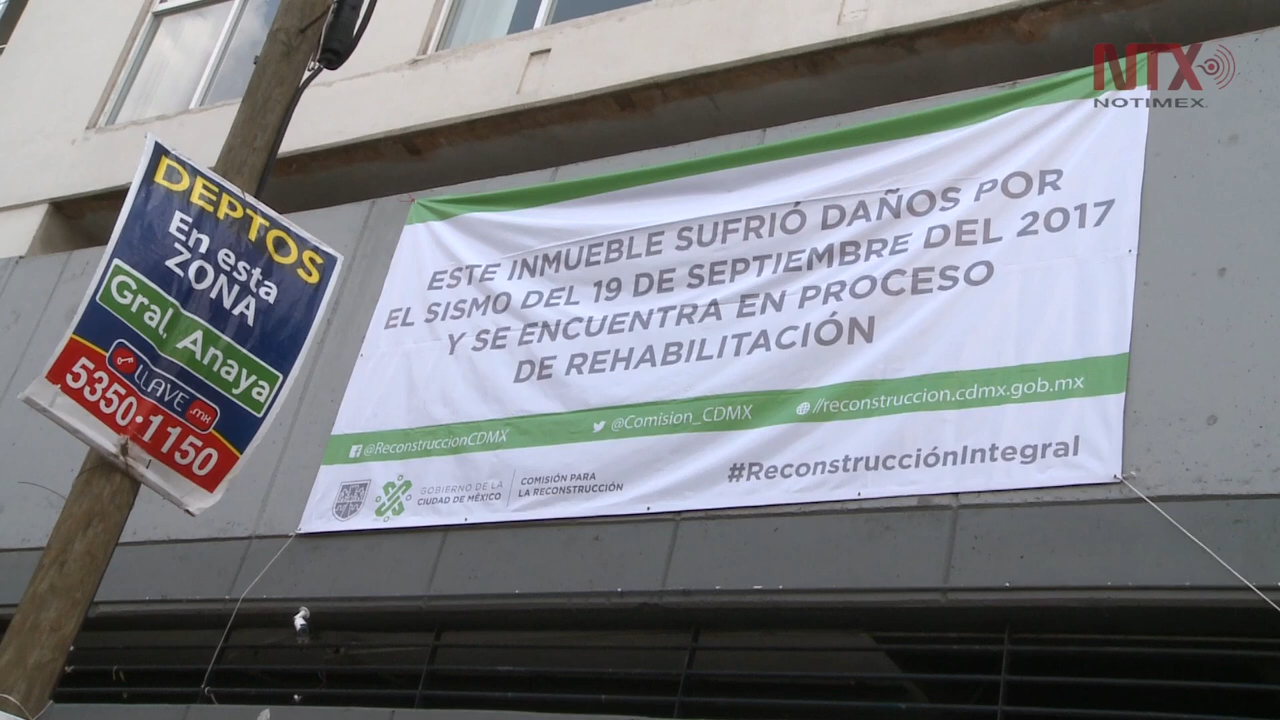 NTX
NOTIMEX
DEPTOS
En esta
ZONA
Gral, Anaya
LLAVE.MX
5350-1150
ESTE INMUEBLE SUFRIÓ DAÑOS POR
EL SISMO DEL 19 DE SEPTIEMBRE DEL 2017
Y SE ENCUENTRA EN PROCESO
DE REHABILITACIÓN
@ReconstruccionCDMX @Comision_CDMX //reconstruccion.cdmx.gob.mx
#ReconstrucciónIntegral
GOBIERNO DE LA
CIUDAD DE MÉXICO
COMISIÓN PARA
LA RECONSTRUCCIÓN